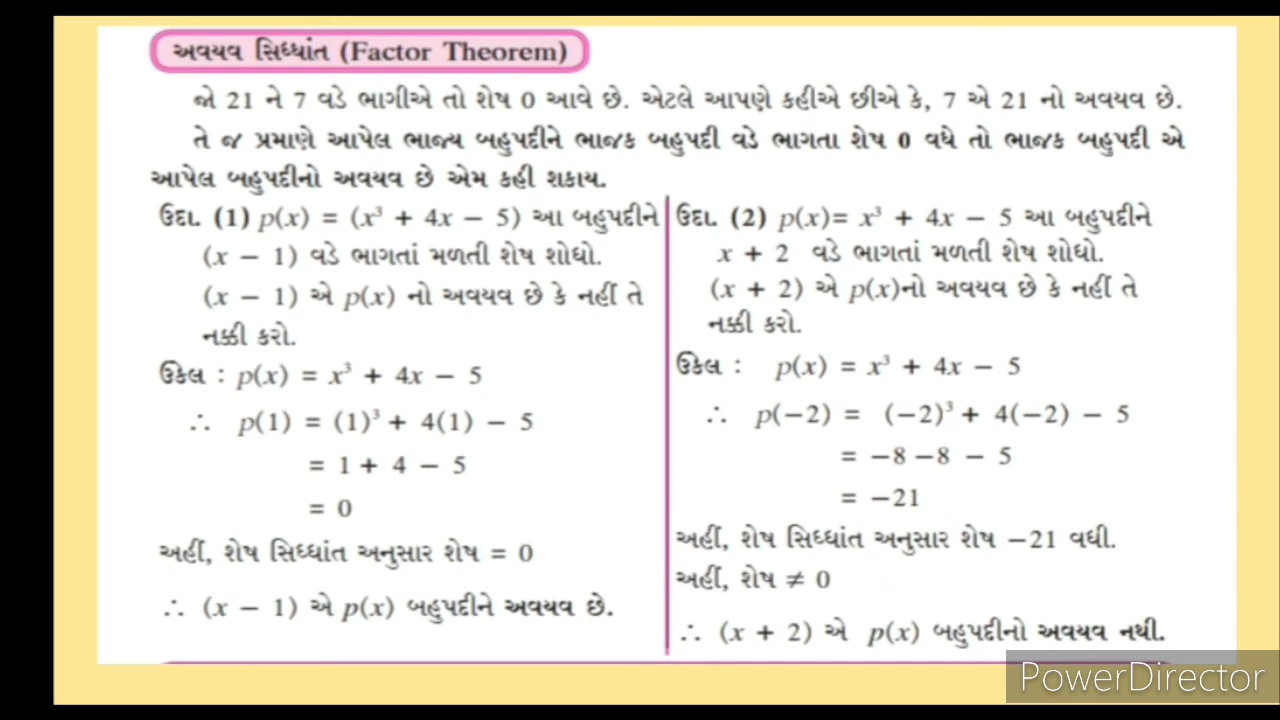 અવયવ સિધ્ધાંત (Factor Theorem)
જો 21 ને 7 વડે ભાગીએ તો શેષ 0 આવે છે. એટલે આપણે કહીએ છીએ કે, 7 એ 21 નો અવયવ છે.
તે જ પ્રમાણે આપેલ ભાજ્ય બહુપદીને ભાજક બહુપદી વડે ભાગતા શેષ 0 વધે તો ભાજક બહુપદી એ
આપેલ બહુપદીનો અવયવ છે એમ કહી શકાય.
ઉદા. (1) p(x) = (x³ + 4x − 5) આ બહુપદીને
(x − 1) વડે ભાગતાં મળતી શેષ શોધો.
(x − 1) એ p(x) નો અવયવ છે કે નહીં તે
નક્કી કરો.
ઉકેલ : p(x) = x³ + 4x − 5
∴ p(1) = (1)³ + 4(1) − 5
= 1 + 4 − 5
= 0
અહીં, શેષ સિધ્ધાંત અનુસાર શેષ = 0
∴ (x − 1) એ p(x) બહુપદીને અવયવ છે.
ઉદા. (2) p(x)= x³ + 4x − 5 આ બહુપદીને
x + 2 વડે ભાગતાં મળતી શેષ શોધો.
(x + 2) એ p(x)નો અવયવ છે કે નહીં તે
નક્કી કરો.
ઉકેલ : p(x) = x³ + 4x − 5
∴ p(−2) = (−2)³ + 4(−2) − 5
= −8 −8 − 5
= −21
અહીં, શેષ સિધ્ધાંત અનુસાર શેષ −21 વધી.
અહીં, શેષ ≠ 0
∴ (x + 2) એ p(x) બહુપદીનો અવયવ નથી.
PowerDirector